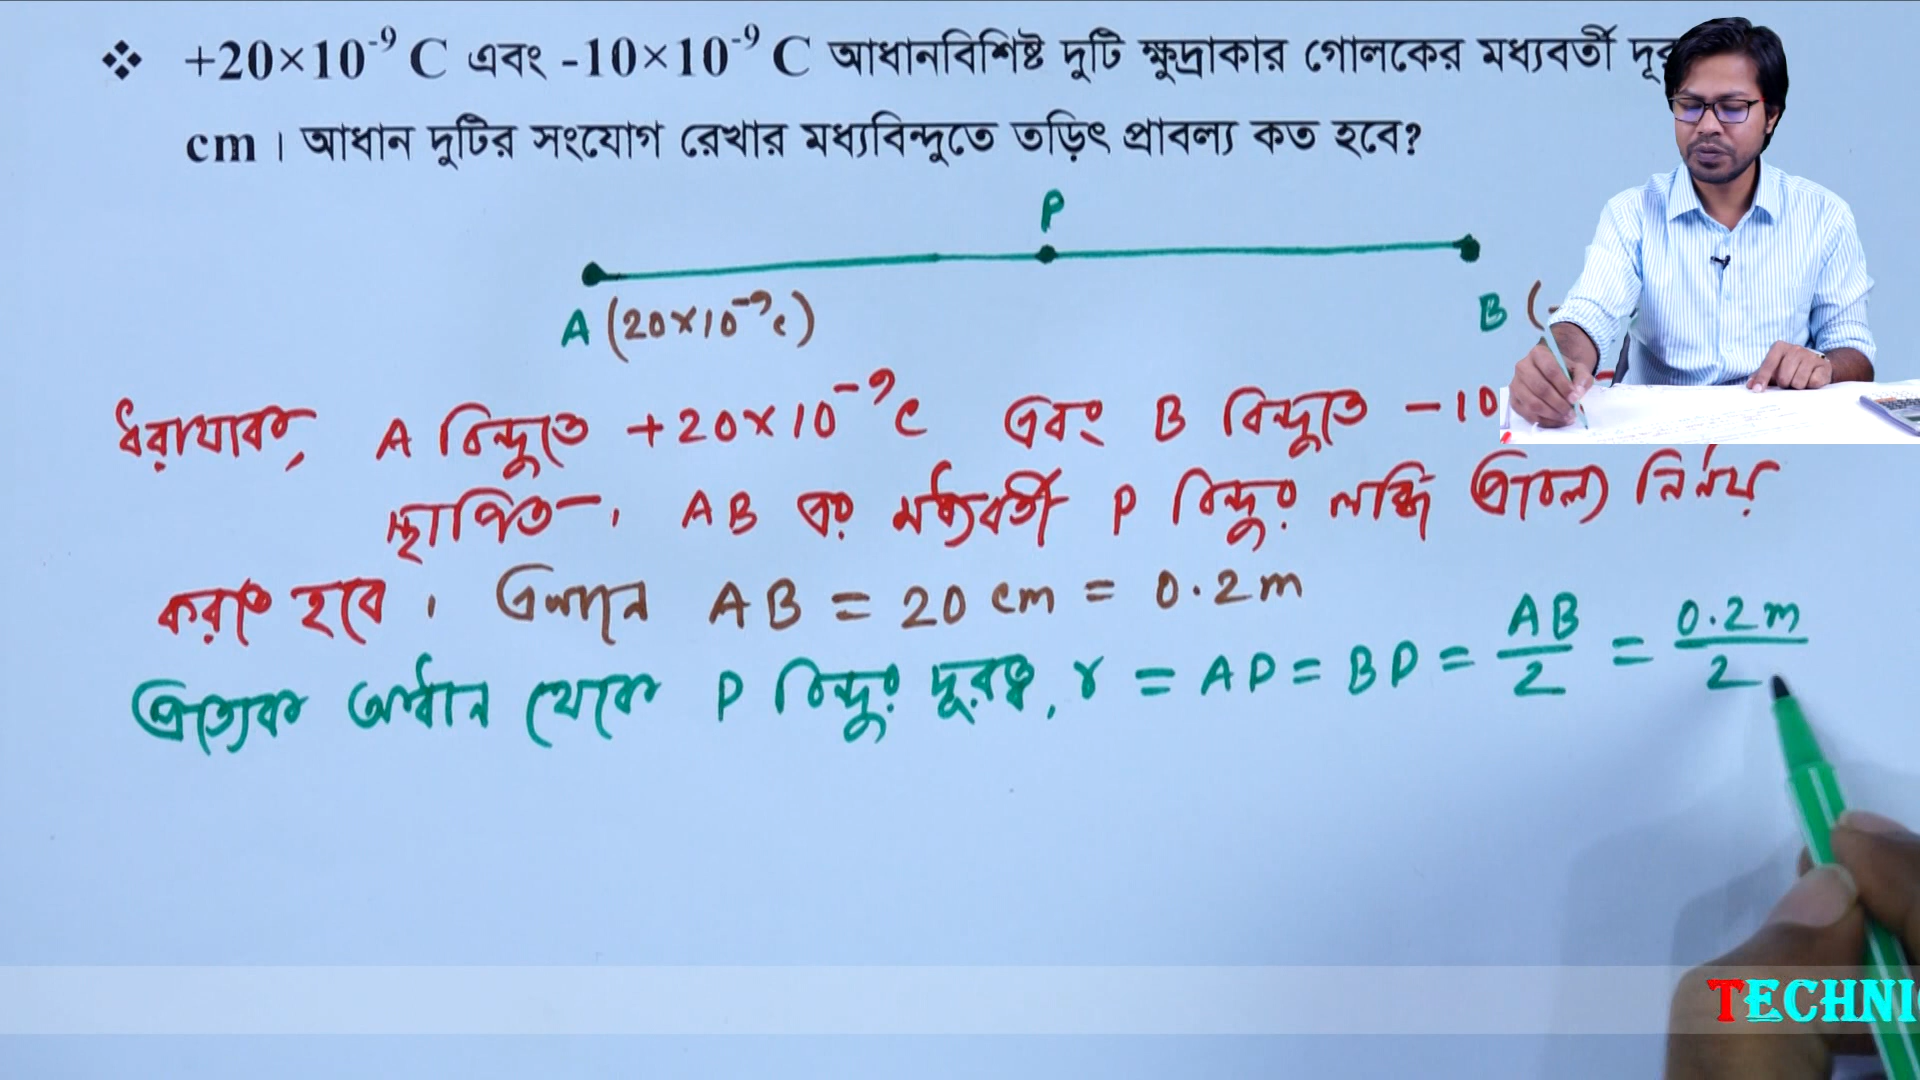 ❖ +20×10⁻⁹ C এবং -10×10⁻⁹ C আধানবিশিষ্ট দুটি ক্ষুদ্রাকার গোলকের মধ্যবর্তী
cm। আধান দুটির সংযোগ রেখার মধ্যবিন্দুতে তড়িৎ প্রাবল্য কত হবে?
P
A (20×10⁻⁹c) B (-
ধরাযাক, A বিন্দুতে +20×10⁻⁹c এবং B বিন্দুতে -10
স্থাপিত। AB এর মধ্যবর্তী P বিন্দুর লব্ধি প্রাবল্য নির্ণয়
করতে হবে। এখানে AB = 20 cm = 0.2m
প্রত্যেক আধান থেকে P বিন্দুর দূরত্ব, r = AP = BP = AB/2 = 0.2m/2
TECHNI